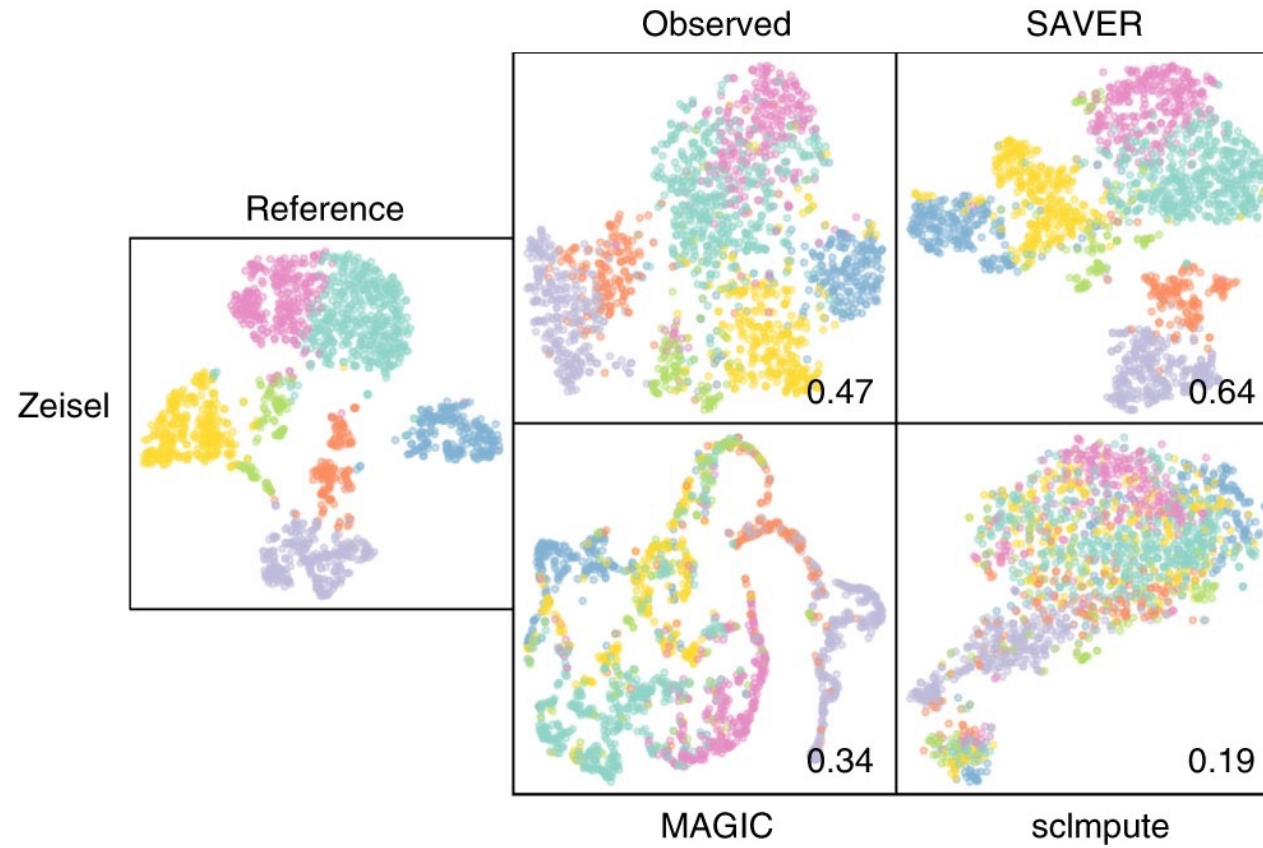 Observed
SAVER
Reference
Zeisel
0.47
0.64
0.34
0.19
MAGIC
scImpute